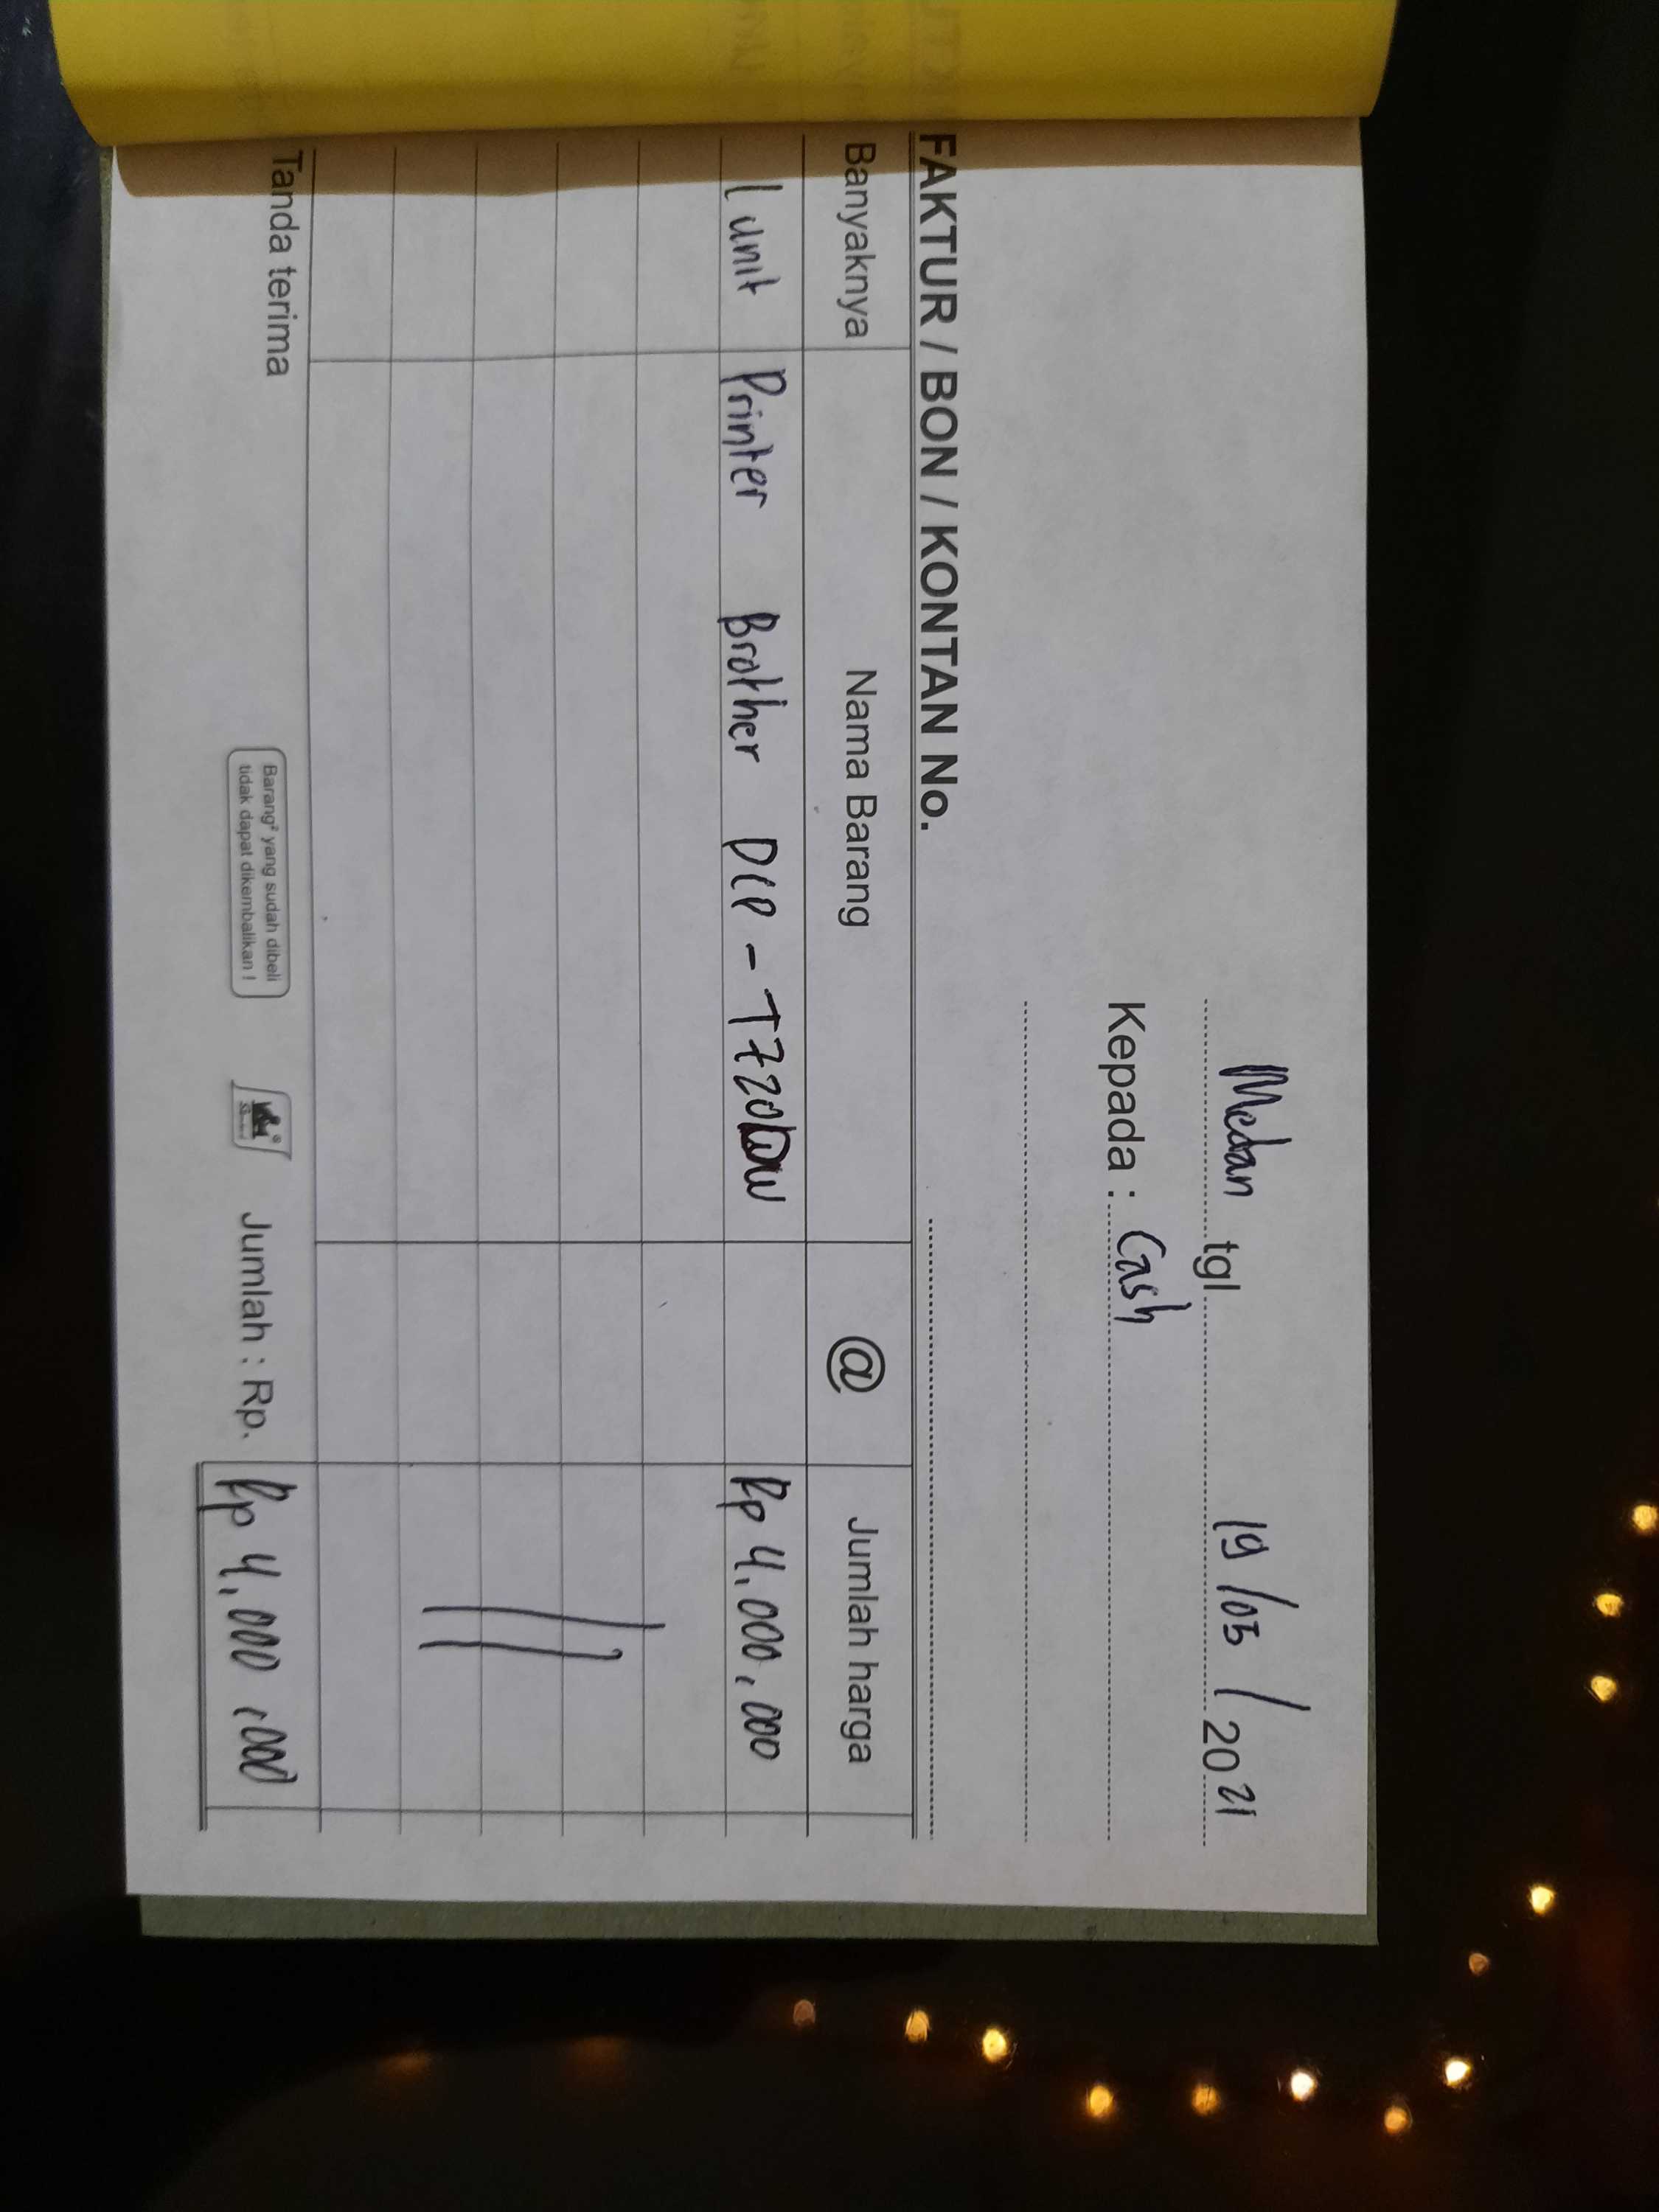 Medan tgl 19/05/2021
Kepada : Cash
FAKTUR / BON / KONTAN No.
Banyaknya Nama Barang @ Jumlah harga
1 unit Printer Brother DCP - T720DW Rp 4.000.000
Tanda terima
Barang² yang sudah dibeli
tidak dapat dikembalikan !
Jumlah : Rp. Rp 4.000.000